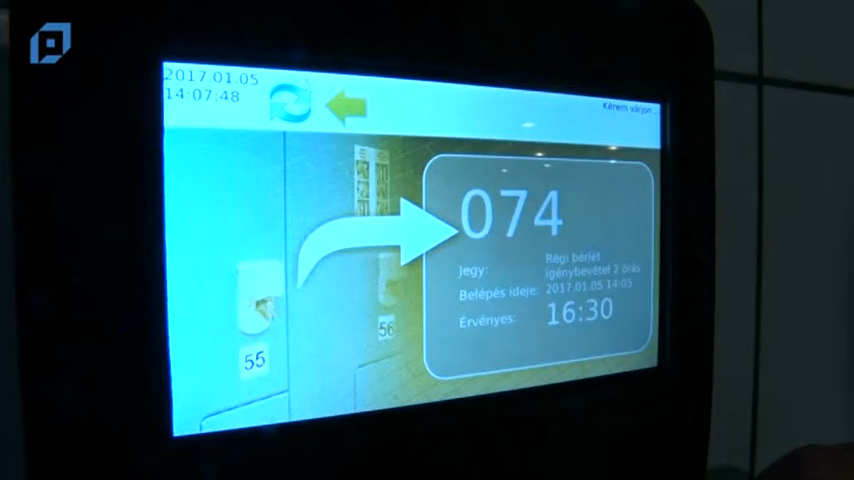 2017.01.05
14:07:48
Kérem várjon...
074
Jegy: Régi bérlet
igénybevétel 2 órás
Belépés ideje: 2017.01.05 14:05
Érvényes: 16:30
55
56